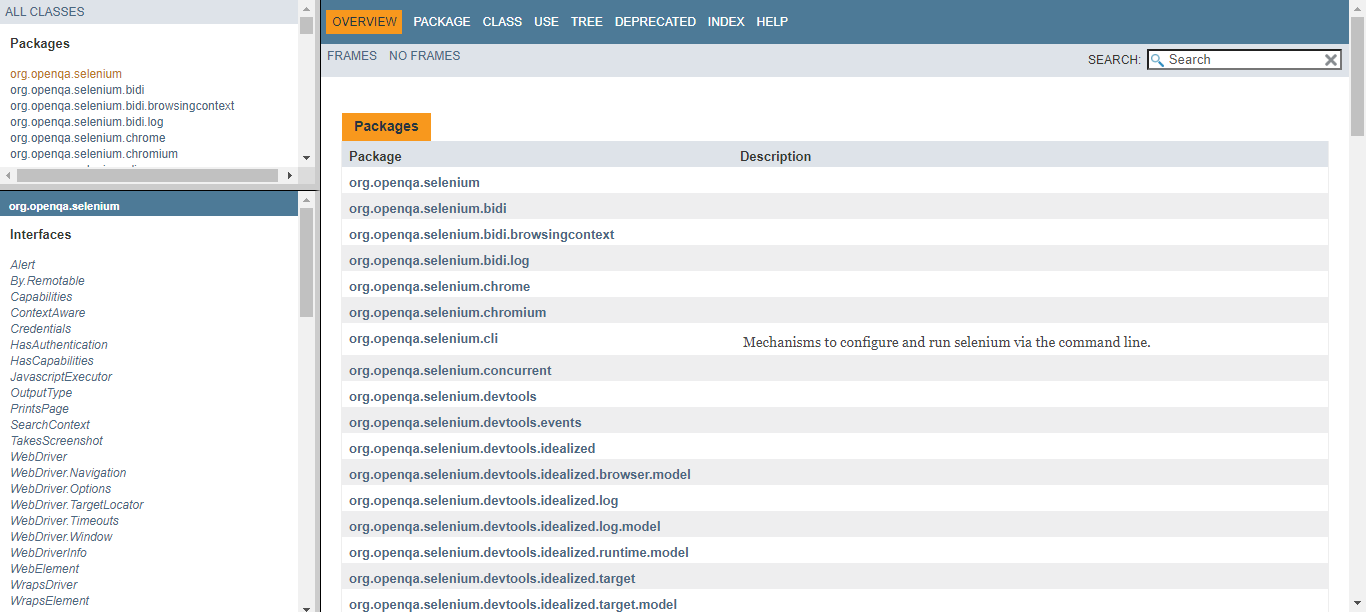 ALL CLASSES
Packages
org.openqa.selenium
org.openqa.selenium.bidi
org.openqa.selenium.bidi.browsingcontext
org.openqa.selenium.bidi.log
org.openqa.selenium.chrome
org.openqa.selenium.chromium
org.openqa.selenium
Interfaces
Alert
By.Remotable
Capabilities
ContextAware
Credentials
HasAuthentication
HasCapabilities
JavascriptExecutor
OutputType
PrintsPage
SearchContext
TakesScreenshot
WebDriver
WebDriver.Navigation
WebDriver.Options
WebDriver.TargetLocator
WebDriver.Timeouts
WebDriver.Window
WebDriverInfo
WebElement
WrapsDriver
WrapsElement
OVERVIEW PACKAGE CLASS USE TREE DEPRECATED INDEX HELP
FRAMES NO FRAMES
SEARCH: Search
Packages
Package Description
org.openqa.selenium
org.openqa.selenium.bidi
org.openqa.selenium.bidi.browsingcontext
org.openqa.selenium.bidi.log
org.openqa.selenium.chrome
org.openqa.selenium.chromium
org.openqa.selenium.cli Mechanisms to configure and run selenium via the command line.
org.openqa.selenium.concurrent
org.openqa.selenium.devtools
org.openqa.selenium.devtools.events
org.openqa.selenium.devtools.idealized
org.openqa.selenium.devtools.idealized.browser.model
org.openqa.selenium.devtools.idealized.log
org.openqa.selenium.devtools.idealized.log.model
org.openqa.selenium.devtools.idealized.runtime.model
org.openqa.selenium.devtools.idealized.target
org.openqa.selenium.devtools.idealized.target.model